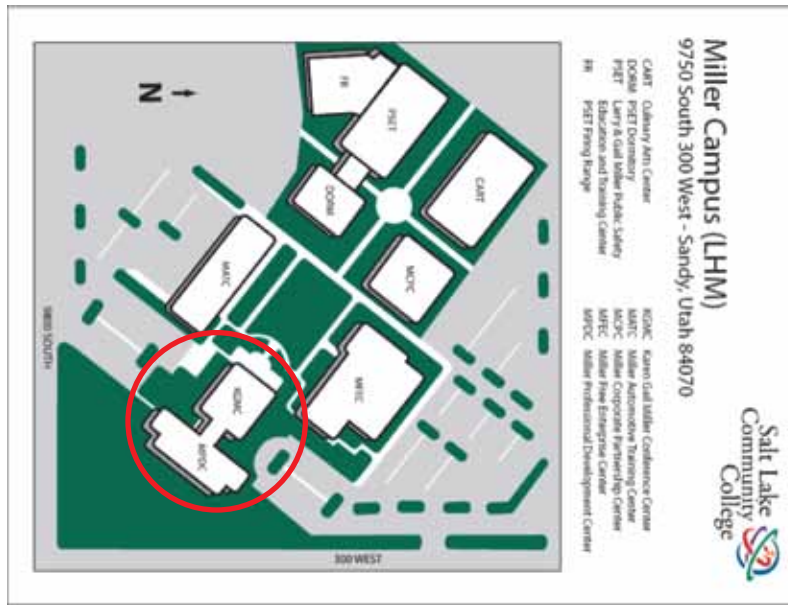 Miller Campus (LHM)
9750 South 300 West - Sandy, Utah 84070
Salt Lake
Community
College
CART Culinary Arts Center
DORM PSET Dormitory
PSET Larry & Gail Miller Public Safety
Education and Training Center
FR PSET Firing Range
KGMC Karen Gail Miller Conference Center
MATC Miller Automotive Training Center
MCPC Miller Corporate Partnership Center
MFEC Miller Free Enterprise Center
MPDC Miller Professional Development Center
N
FR
PSET
CART
DORM
MCPC
MATC
MFEC
KGMC
MPDC
9800 SOUTH
300 WEST